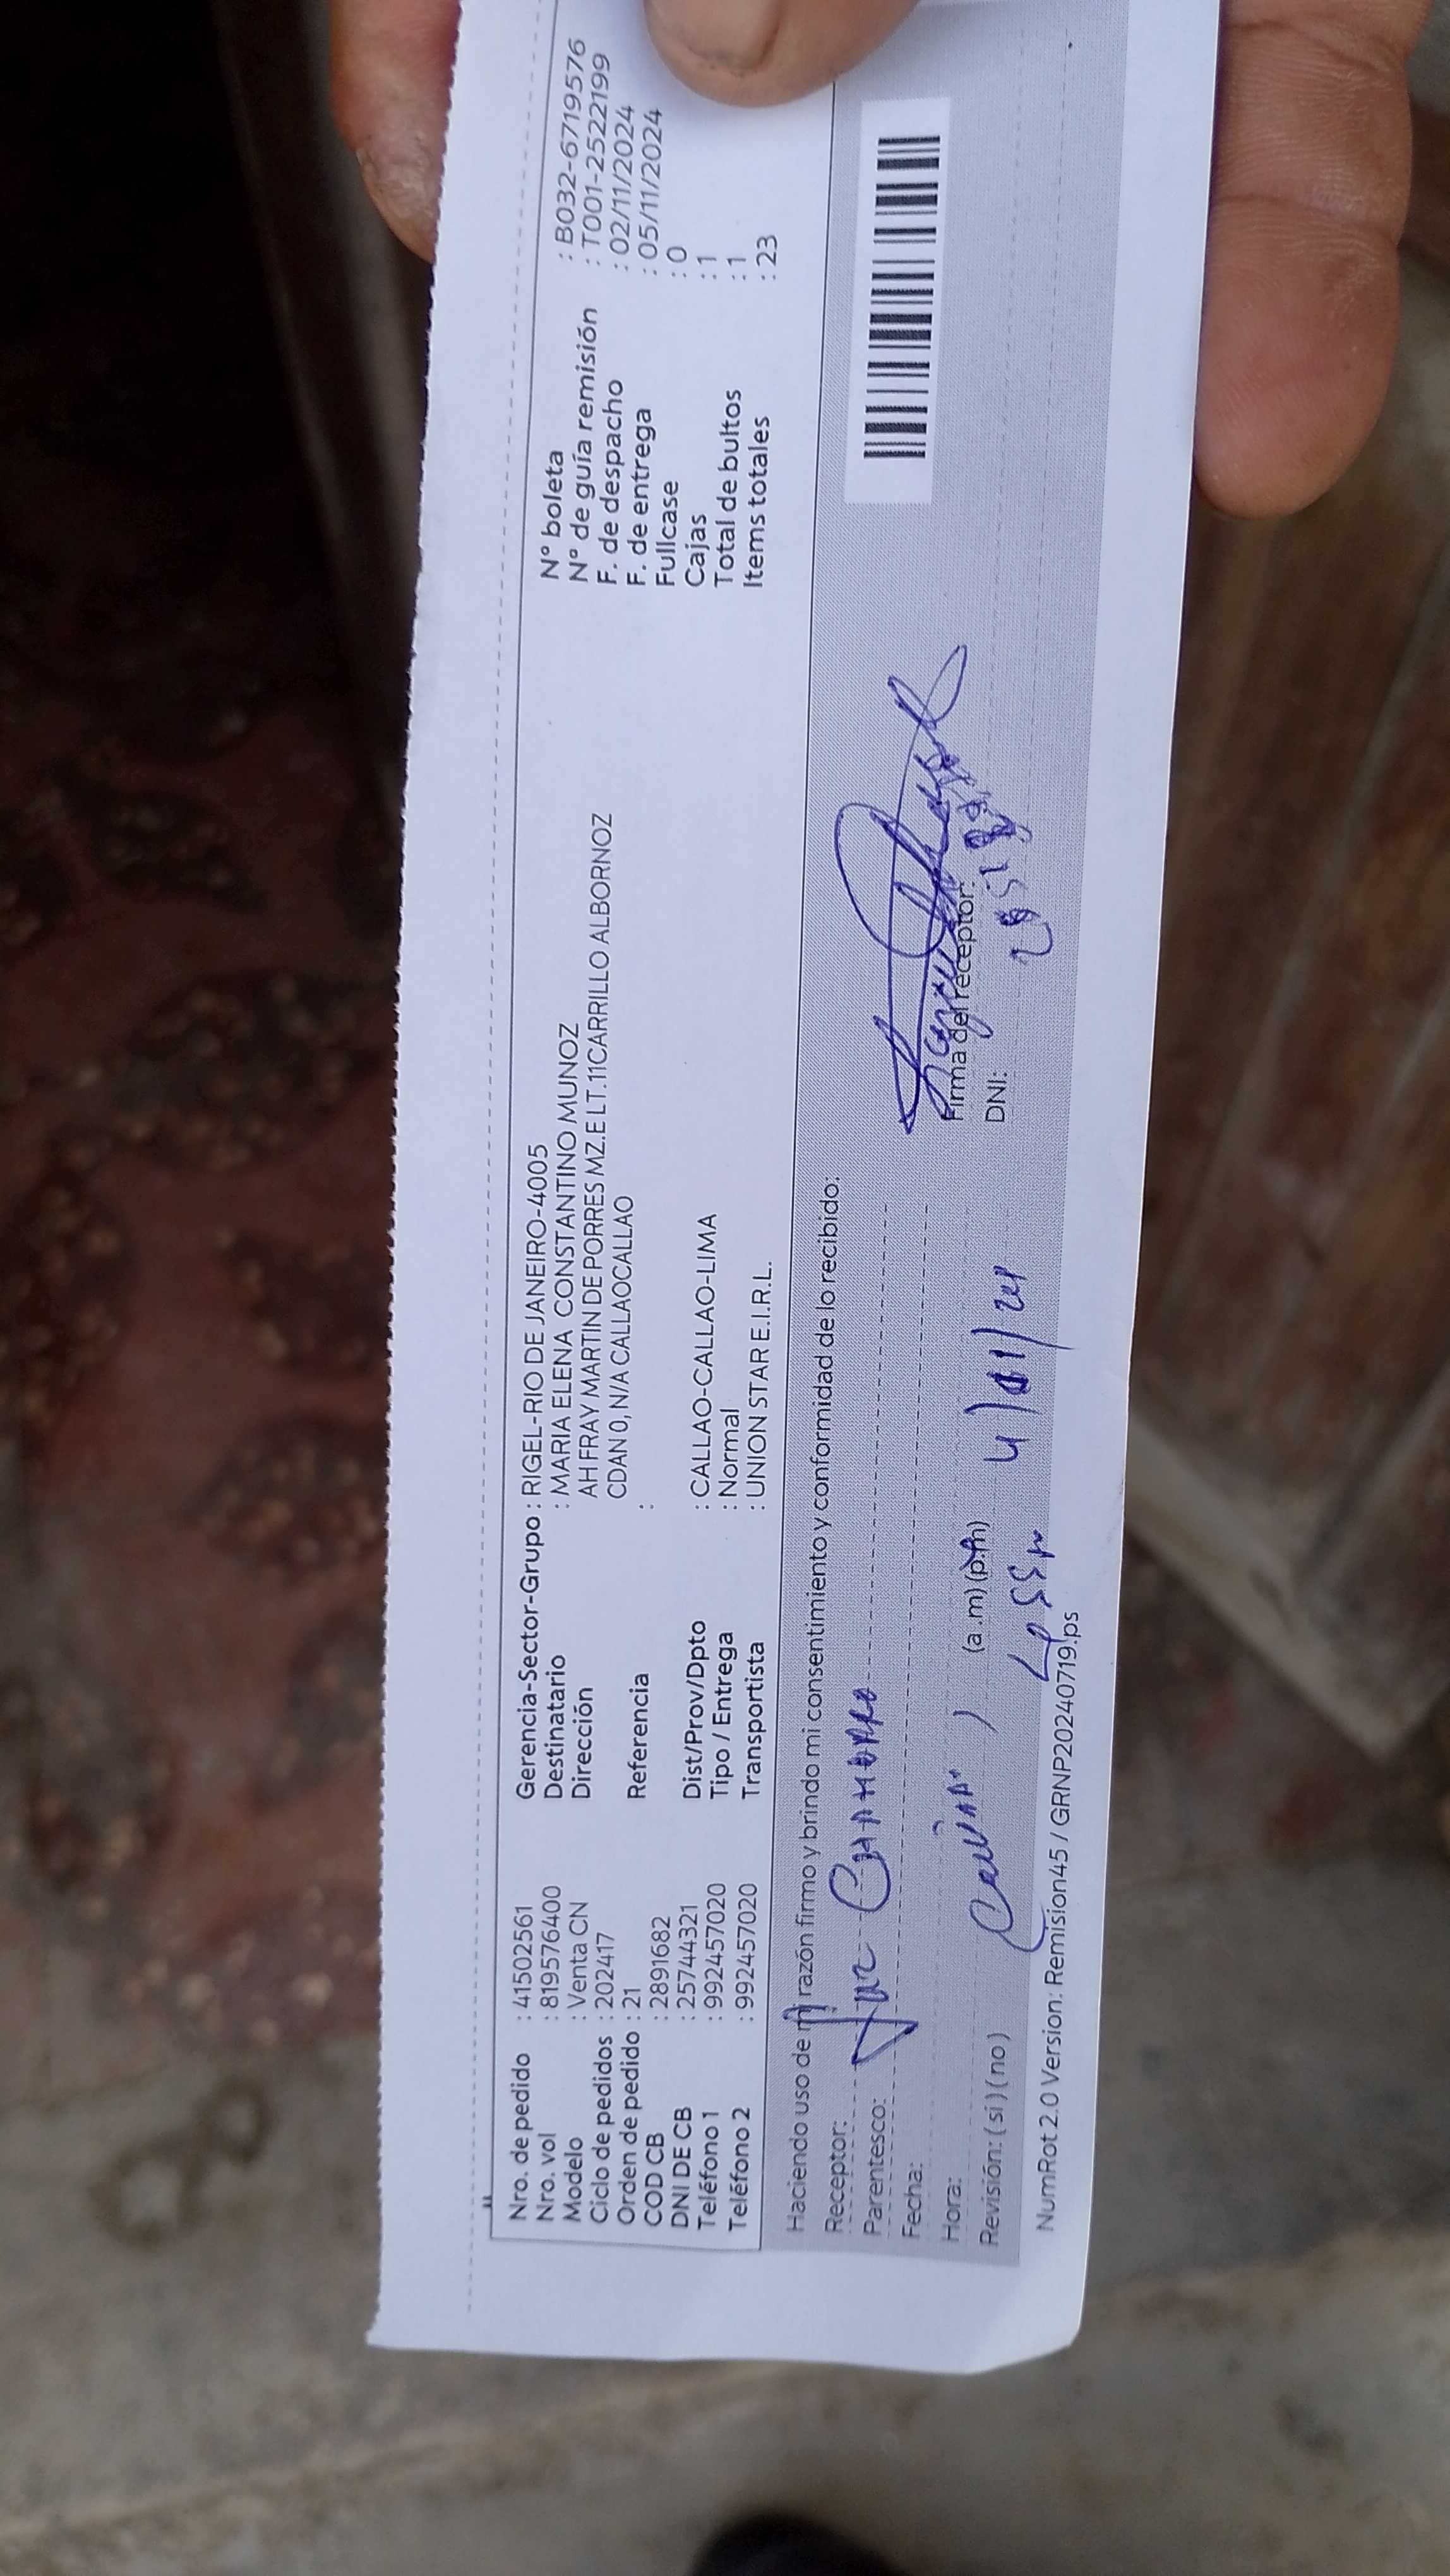 Nro. de pedido : 41502561
Nro. vol : 819576400
Modelo : Venta CN
Ciclo de pedidos : 202417
Orden de pedido : 21
COD CB : 2891682
DNI DE CB : 25744321
Teléfono 1 : 992457020
Teléfono 2 : 992457020
Gerencia-Sector-Grupo : RIGEL-RIO DE JANEIRO-4005
Destinatario : MARIA ELENA CONSTANTINO MUNOZ
Dirección AH FRAY MARTIN DE PORRES MZ.E LT.11CARRILLO ALBORNOZ
CDAN 0, N/A CALLAOCALLAO
Referencia :
Dist/Prov/Dpto : CALLAO-CALLAO-LIMA
Tipo / Entrega : Normal
Transportista : UNION STAR E.I.R.L.
N° boleta : B032-6719576
N° de guía remisión : T001-2522199
F. de despacho : 02/11/2024
F. de entrega : 05/11/2024
Fullcase : 0
Cajas : 1
Total de bultos : 1
Items totales : 23
Haciendo uso de mi razón firmo y brindo mi consentimiento y conformidad de lo recibido:
Receptor:
Parentesco:
Fecha:
Hora: (a .m) (p.m)
Revisión: ( si ) ( no )
4/11/24
Firma del receptor:
DNI:
NumRot 2.0 Version: Remision45 / GRNP20240719.ps